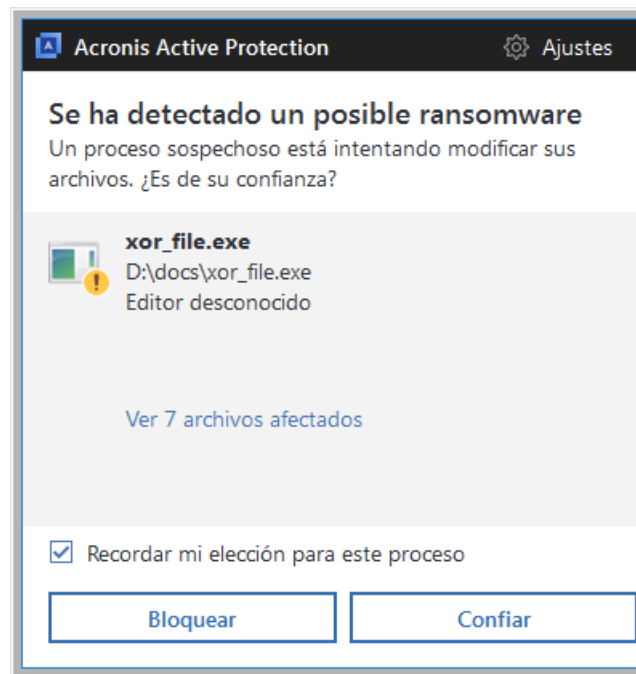 Acronis Active Protection
Ajustes
Se ha detectado un posible ransomware
Un proceso sospechoso está intentando modificar sus
archivos. ¿Es de su confianza?
xor_file.exe
D:\docs\xor_file.exe
Editor desconocido
Ver 7 archivos afectados
Recordar mi elección para este proceso
Bloquear
Confiar